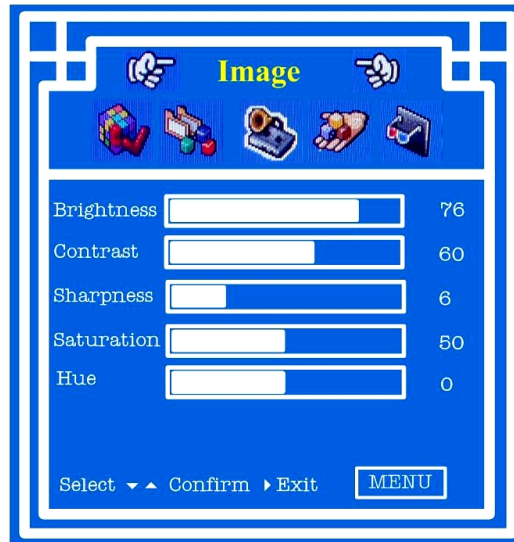 Image
Brightness 76
Contrast 60
Sharpness 6
Saturation 50
Hue 0
Select ▾ ▴ Confirm ▸ Exit MENU